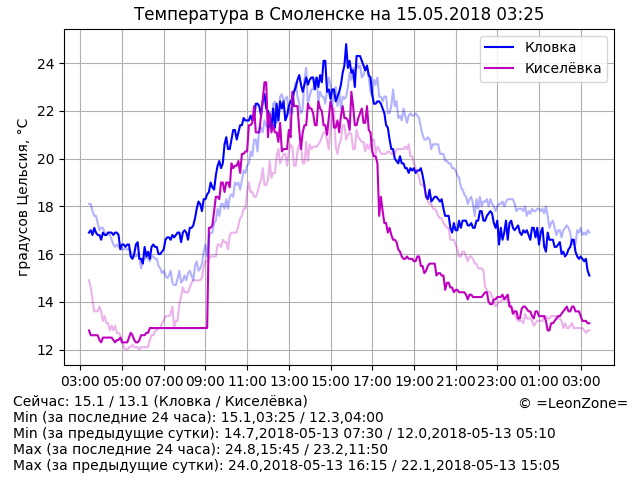 Температура в Смоленске на 15.05.2018 03:25
Кловка
Киселёвка
градусов Цельсия, °C
24
22
20
18
16
14
12
03:00 05:00 07:00 09:00 11:00 13:00 15:00 17:00 19:00 21:00 23:00 01:00 03:00
Сейчас: 15.1 / 13.1 (Кловка / Киселёвка)
© =LeonZone=
Min (за последние 24 часа): 15.1,03:25 / 12.3,04:00
Min (за предыдущие сутки): 14.7,2018-05-13 07:30 / 12.0,2018-05-13 05:10
Max (за последние 24 часа): 24.8,15:45 / 23.2,11:50
Max (за предыдущие сутки): 24.0,2018-05-13 16:15 / 22.1,2018-05-13 15:05